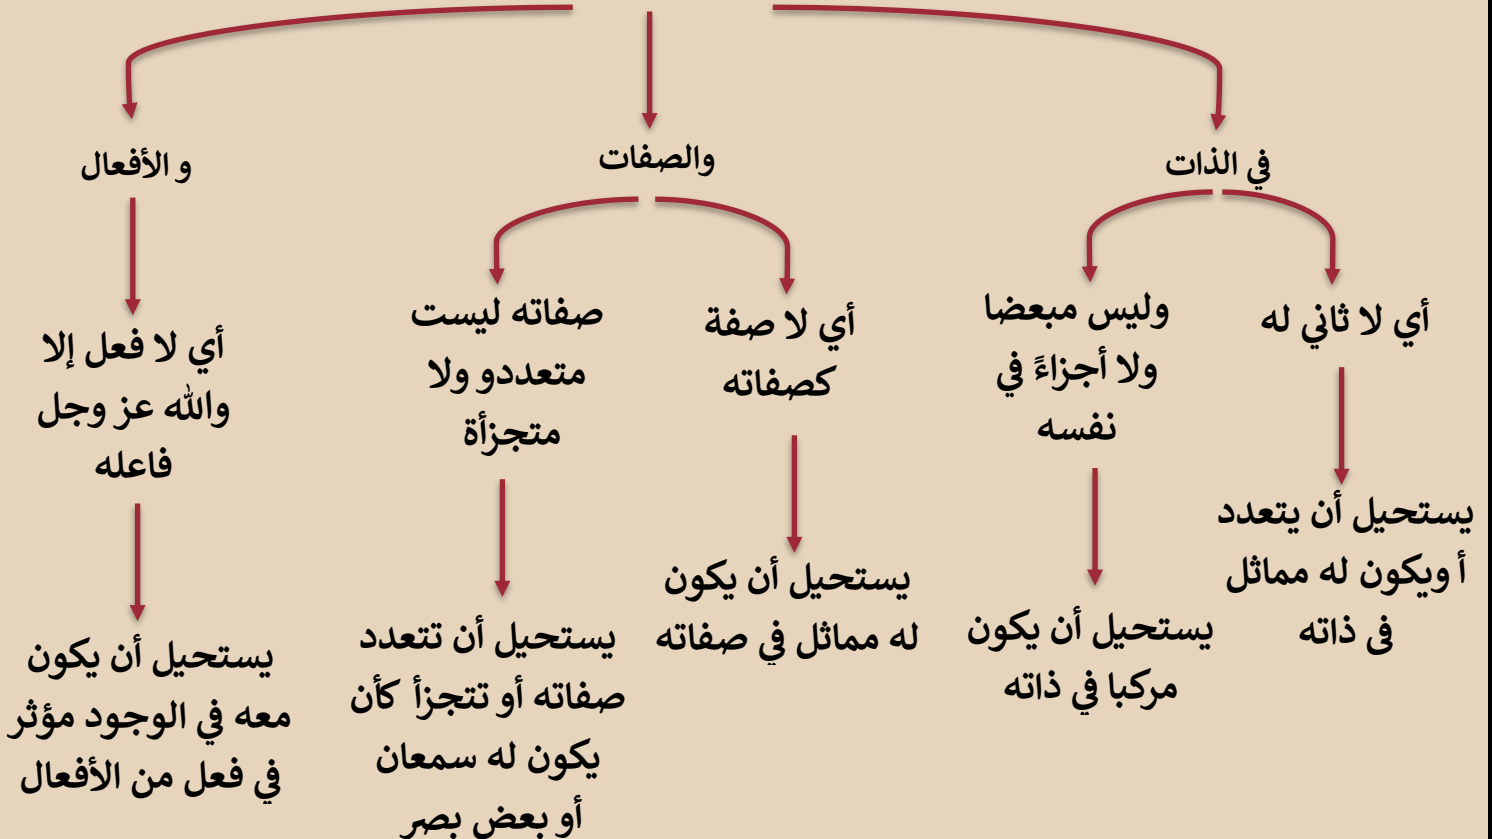 في الذات
والصفات
و الأفعال
أي لا ثاني له
وليس مبعضا
ولا أجزاءً في
نفسه
أي لا صفة
كصفاته
صفاته ليست
متعددو ولا
متجزأة
أي لا فعل إلا
والله عز وجل
فاعله
يستحيل أن يتعدد
أ ويكون له مماثل
فى ذاته
يستحيل أن يكون
مركبا في ذاته
يستحيل أن يكون
له مماثل في صفاته
يستحيل أن تتعدد
صفاته أو تتجزأ كأن
يكون له سمعان
أو بعض بصر
يستحيل أن يكون
معه في الوجود مؤثر
في فعل من الأفعال